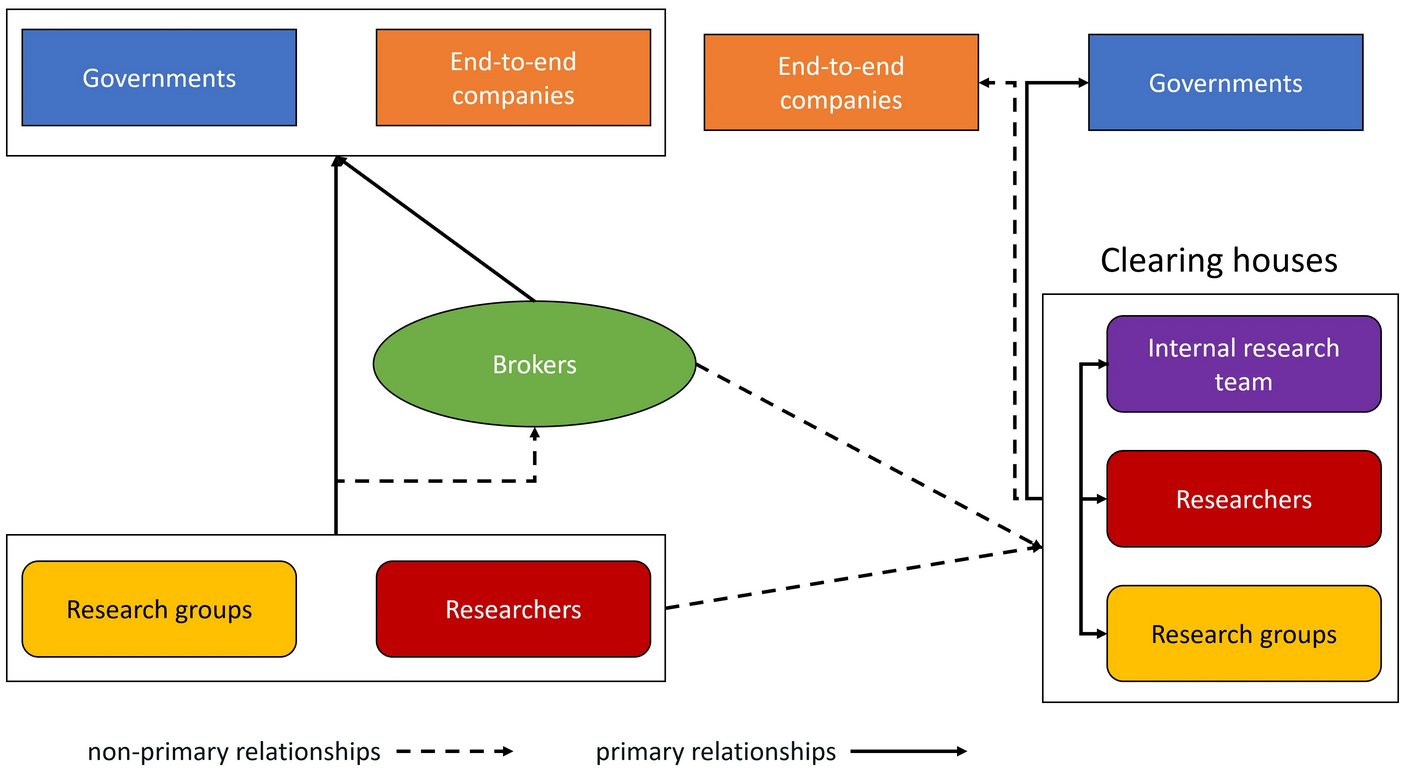 Governments
End-to-end
companies
End-to-end
companies
Governments
Clearing houses
Brokers
Internal research
team
Researchers
Research groups
Research groups
Researchers
non-primary relationships
primary relationships